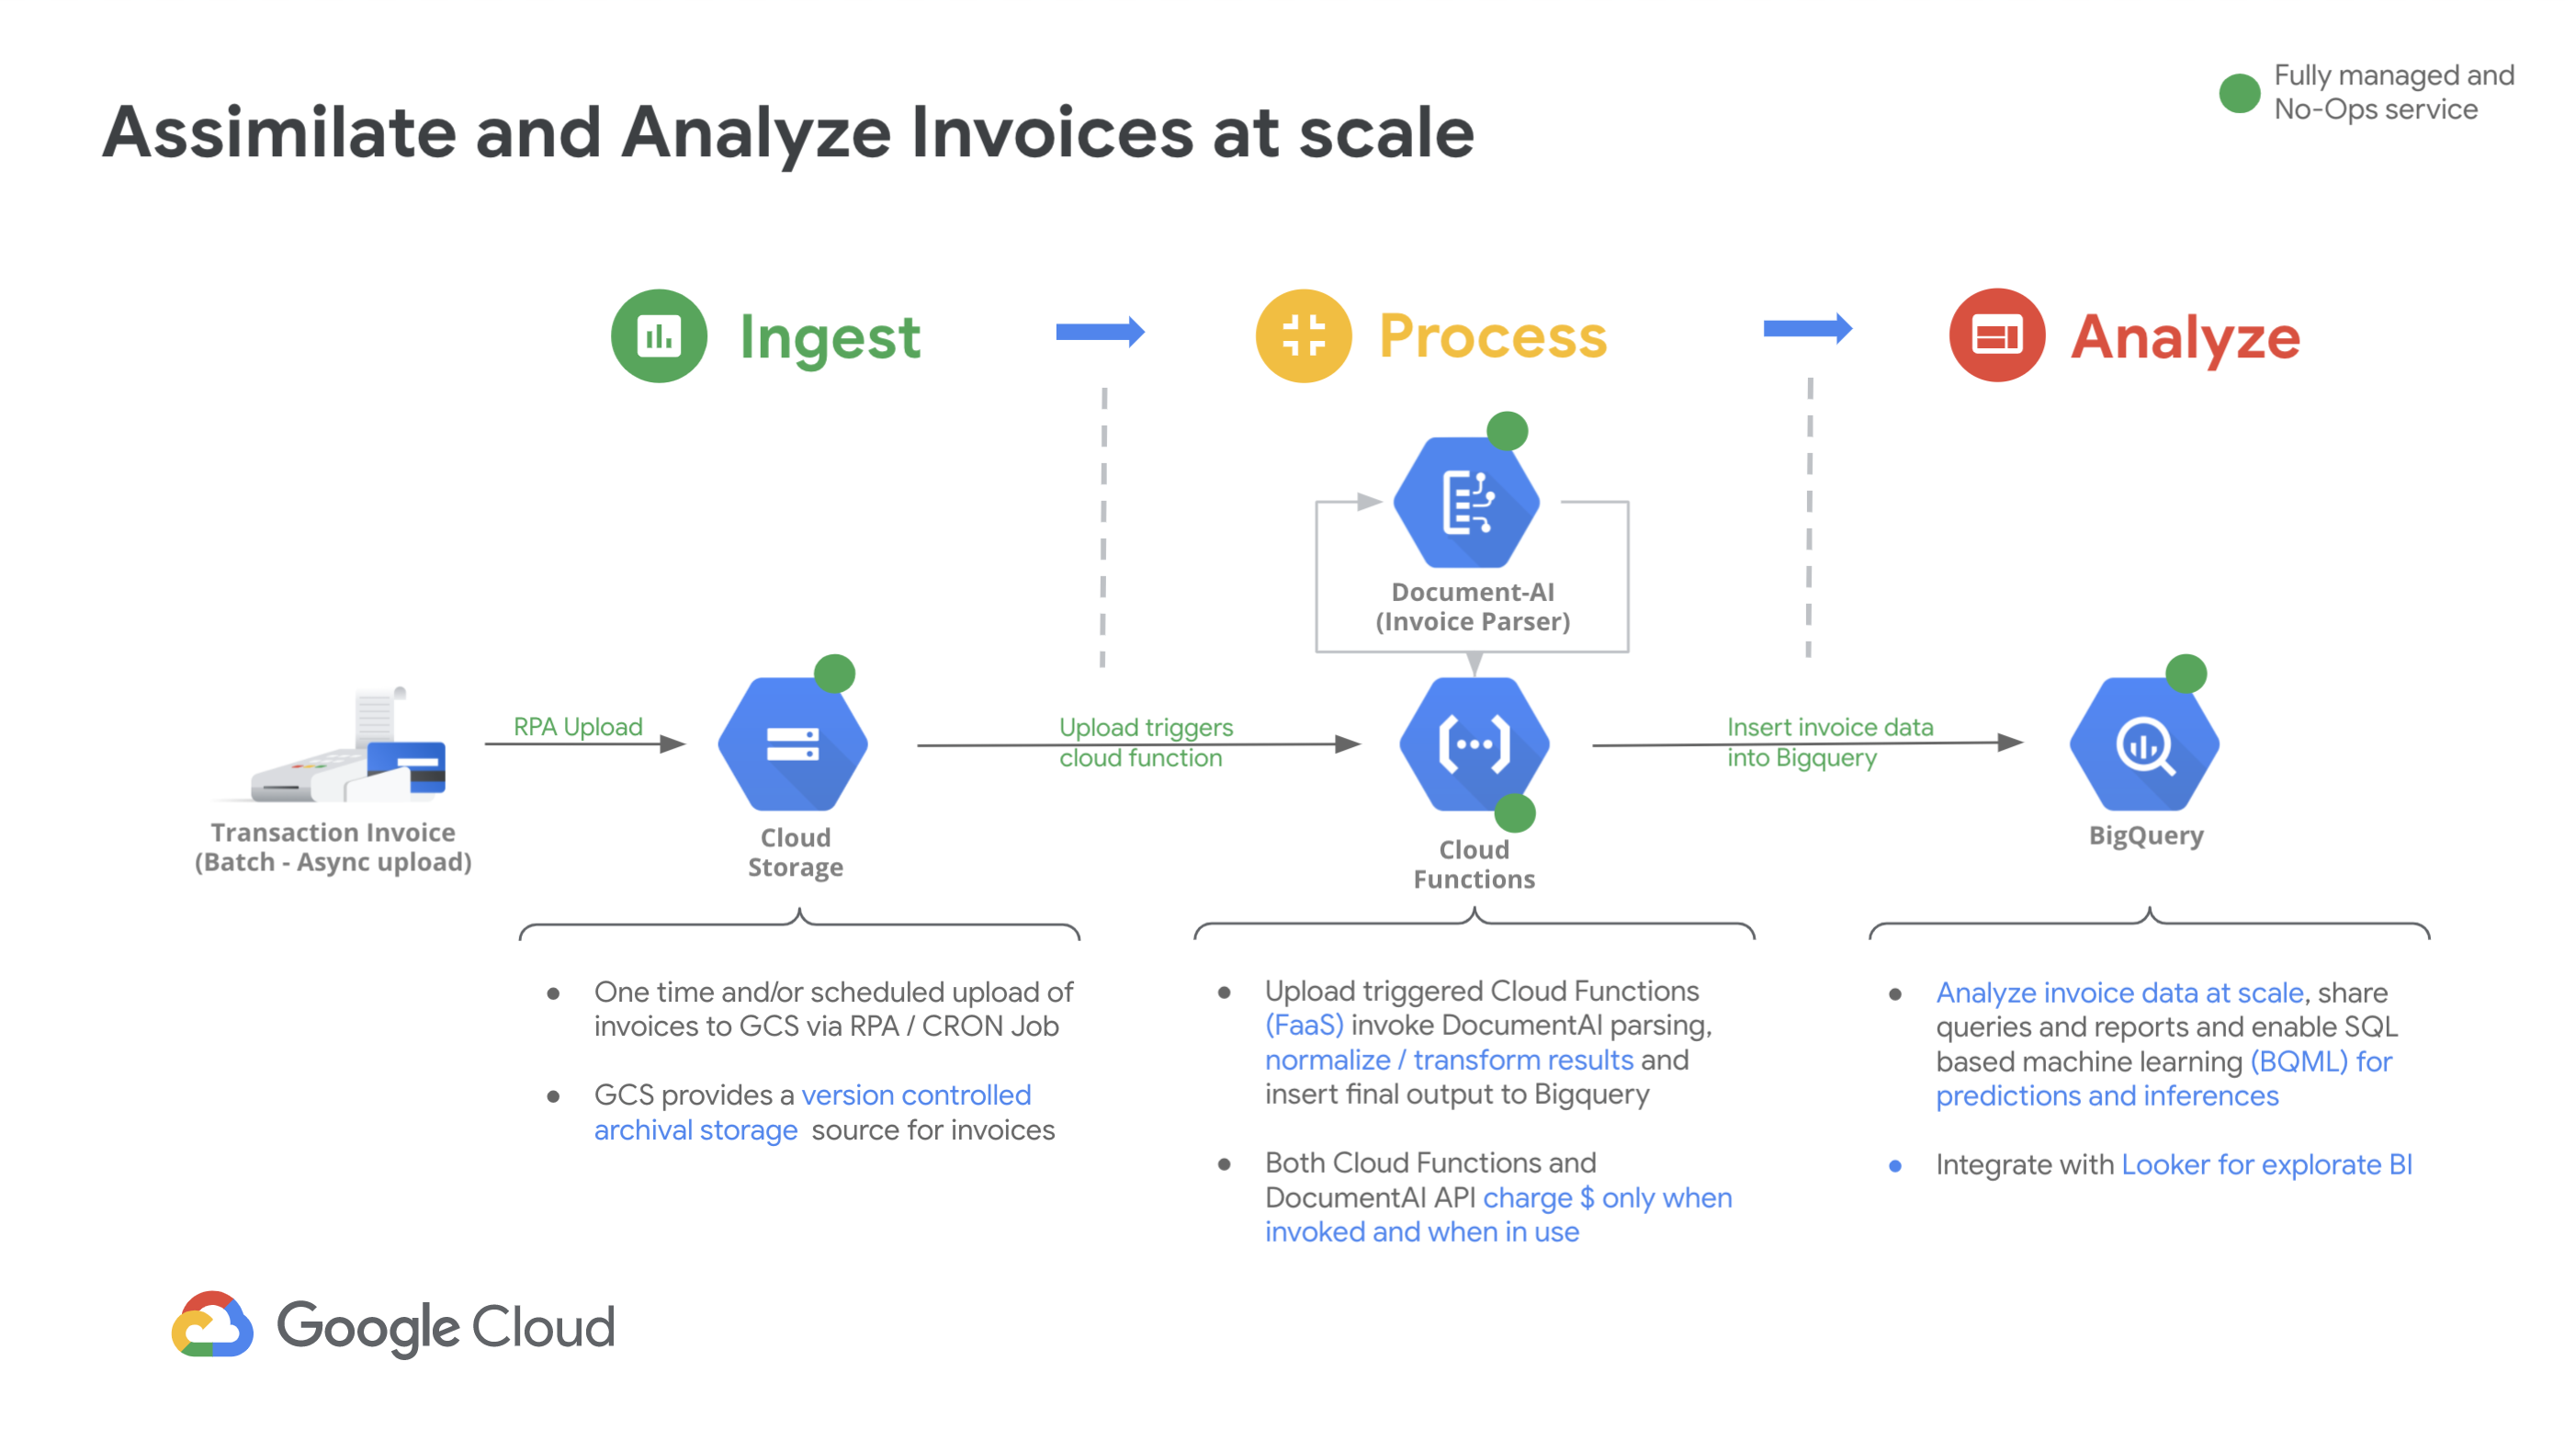 Fully managed and
No-Ops service
Assimilate and Analyze Invoices at scale
Ingest
Process
Analyze
Document-AI
(Invoice Parser)
RPA Upload
Upload triggers
cloud function
Insert invoice data
into Bigquery
Transaction Invoice
(Batch - Async upload)
Cloud
Storage
Cloud
Functions
BigQuery
● One time and/or scheduled upload of
invoices to GCS via RPA / CRON Job
● GCS provides a version controlled
archival storage source for invoices
● Upload triggered Cloud Functions
(FaaS) invoke DocumentAI parsing,
normalize / transform results and
insert final output to Bigquery
● Both Cloud Functions and
DocumentAI API charge $ only when
invoked and when in use
● Analyze invoice data at scale, share
queries and reports and enable SQL
based machine learning (BQML) for
predictions and inferences
● Integrate with Looker for explorate BI
Google Cloud